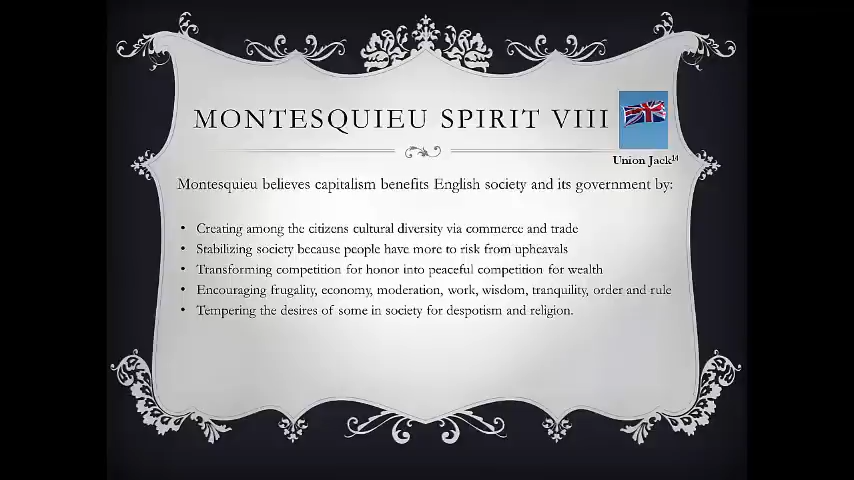 MONTESQUIEU SPIRIT VIII
Union Jack¹⁴
Montesquieu believes capitalism benefits English society and its government by:
• Creating among the citizens cultural diversity via commerce and trade
• Stabilizing society because people have more to risk from upheavals
• Transforming competition for honor into peaceful competition for wealth
• Encouraging frugality, economy, moderation, work, wisdom, tranquility, order and rule
• Tempering the desires of some in society for despotism and religion.